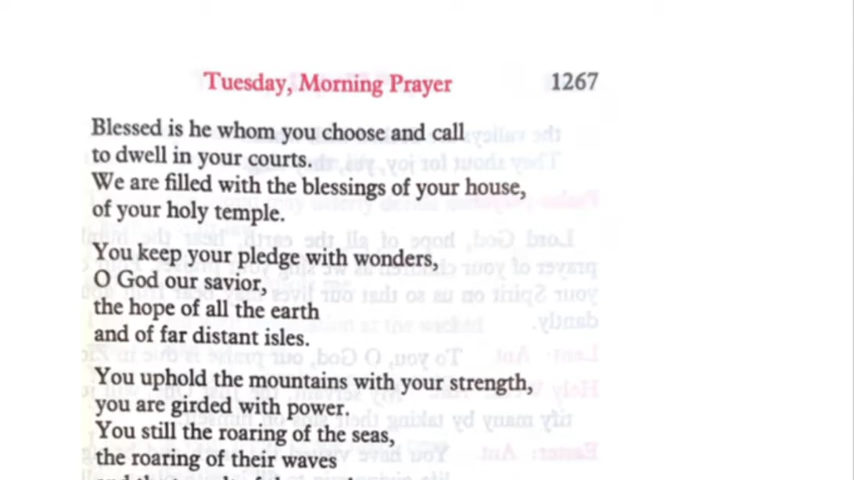 Tuesday, Morning Prayer 1267
Blessed is he whom you choose and call
to dwell in your courts.
We are filled with the blessings of your house,
of your holy temple.
You keep your pledge with wonders,
O God our savior,
the hope of all the earth
and of far distant isles.
You uphold the mountains with your strength,
you are girded with power.
You still the roaring of the seas,
the roaring of their waves